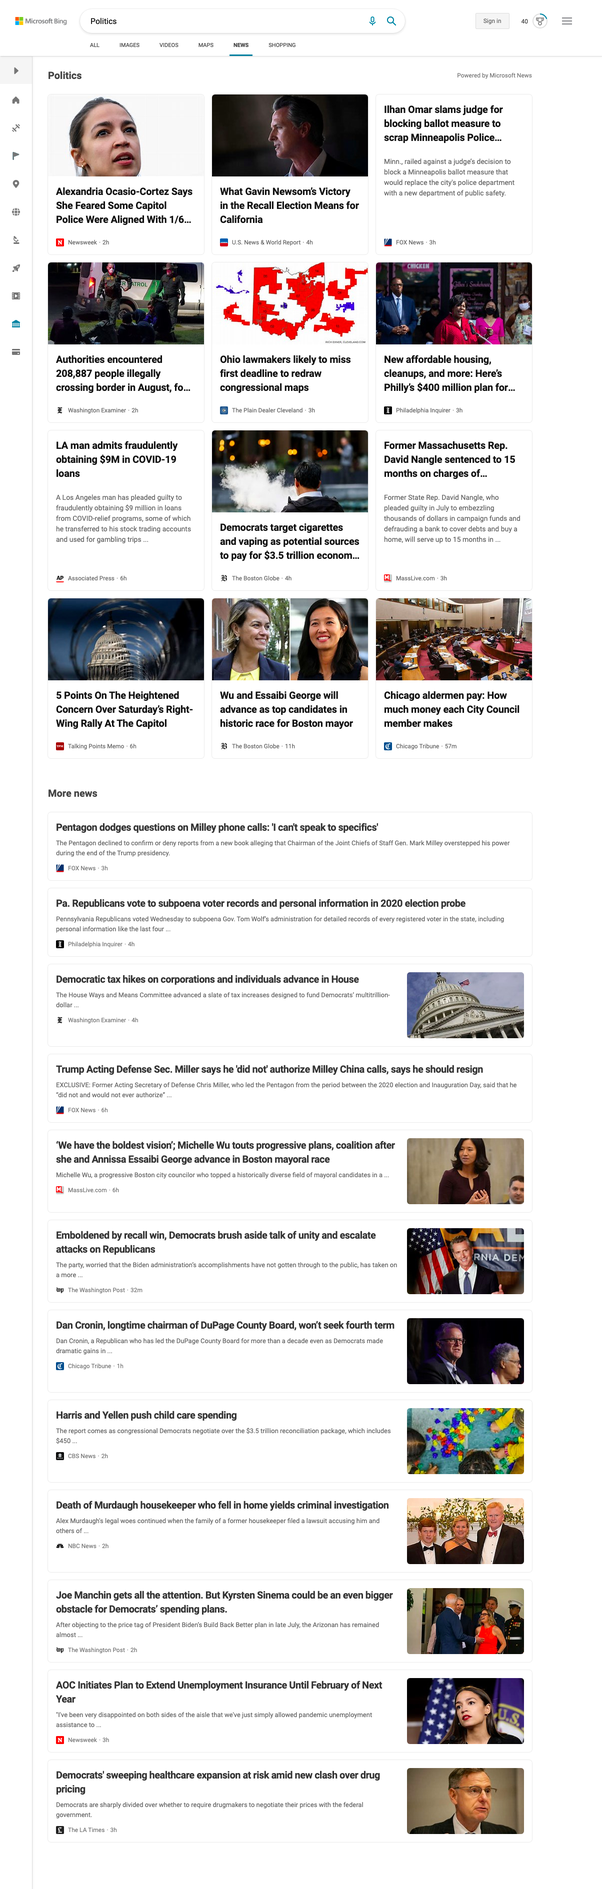 Microsoft Bing
Politics
Sign in
40
ALL IMAGES VIDEOS MAPS NEWS SHOPPING
Politics
Powered by Microsoft News
Alexandria Ocasio-Cortez Says
She Feared Some Capitol
Police Were Aligned With 1/6...
Newsweek · 2h
What Gavin Newsom's Victory
in the Recall Election Means for
California
U.S. News & World Report · 4h
Ilhan Omar slams judge for
blocking ballot measure to
scrap Minneapolis Police...
Minn., railed against a judge's decision to
block a Minneapolis ballot measure that
would replace the city's police department
with a new department of public safety.
FOX News · 3h
Authorities encountered
208,887 people illegally
crossing border in August, fo...
Washington Examiner · 2h
Ohio lawmakers likely to miss
first deadline to redraw
congressional maps
The Plain Dealer Cleveland · 3h
CHICKEN
New affordable housing,
cleanups, and more: Here's
Philly's $400 million plan for...
Philadelphia Inquirer · 3h
LA man admits fraudulently
obtaining $9M in COVID-19
loans
A Los Angeles man has pleaded guilty to
fraudulently obtaining $9 million in loans
from COVID-relief programs, some of which
he transferred to his stock trading accounts
and used for gambling trips ...
AP Associated Press · 6h
Democrats target cigarettes
and vaping as potential sources
to pay for $3.5 trillion econom...
The Boston Globe · 4h
Former Massachusetts Rep.
David Nangle sentenced to 15
months on charges of...
Former State Rep. David Nangle, who
pleaded guilty in July to embezzling
thousands of dollars in campaign funds and
defrauding a bank to cover debts and buy a
home, will serve up to 15 months in ...
MassLive.com · 3h
5 Points On The Heightened
Concern Over Saturday's Right-
Wing Rally At The Capitol
Talking Points Memo · 6h
Wu and Essaibi George will
advance as top candidates in
historic race for Boston mayor
The Boston Globe · 11h
Chicago aldermen pay: How
much money each City Council
member makes
Chicago Tribune · 57m
More news
Pentagon dodges questions on Milley phone calls: 'I can't speak to specifics'
The Pentagon declined to confirm or deny reports from a new book alleging that Chairman of the Joint Chiefs of Staff Gen. Mark Milley overstepped his power
during the end of the Trump presidency.
FOX News · 3h
Pa. Republicans vote to subpoena voter records and personal information in 2020 election probe
Pennsylvania Republicans voted Wednesday to subpoena Gov. Tom Wolf's administration for detailed records of every registered voter in the state, including
personal information like the last four ...
Philadelphia Inquirer · 4h
Democratic tax hikes on corporations and individuals advance in House
The House Ways and Means Committee advanced a slate of tax increases designed to fund Democrats' multitrillion-
dollar ...
Washington Examiner · 4h
Trump Acting Defense Sec. Miller says he 'did not' authorize Milley China calls, says he should resign
EXCLUSIVE: Former Acting Secretary of Defense Chris Miller, who led the Pentagon from the period between the 2020 election and Inauguration Day, said that he
"did not and would not ever authorize" ...
FOX News · 6h
'We have the boldest vision'; Michelle Wu touts progressive plans, coalition after
she and Annissa Essaibi George advance in Boston mayoral race
Michelle Wu, a progressive Boston city councilor who topped a historically diverse field of mayoral candidates in a ...
MassLive.com · 6h
Emboldened by recall win, Democrats brush aside talk of unity and escalate
attacks on Republicans
The party, worried that the Biden administration's accomplishments have not gotten through to the public, has taken on
a more ...
wp The Washington Post · 32m
RNIA DEM
Dan Cronin, longtime chairman of DuPage County Board, won't seek fourth term
Dan Cronin, a Republican who has led the DuPage County Board for more than a decade even as Democrats made
dramatic gains in ...
Chicago Tribune · 1h
Harris and Yellen push child care spending
The report comes as congressional Democrats negotiate over the $3.5 trillion reconciliation package, which includes
$450 ...
CBS News · 2h
Death of Murdaugh housekeeper who fell in home yields criminal investigation
Alex Murdaugh's legal woes continued when the family of a former housekeeper filed a lawsuit accusing him and
others of ...
NBC News · 2h
Joe Manchin gets all the attention. But Kyrsten Sinema could be an even bigger
obstacle for Democrats' spending plans.
After objecting to the price tag of President Biden's Build Back Better plan in late July, the Arizonan has remained
almost ...
wp The Washington Post · 2h
AOC Initiates Plan to Extend Unemployment Insurance Until February of Next
Year
"I've been very disappointed on both sides of the aisle that we've just simply allowed pandemic unemployment
assistance to ...
Newsweek · 3h
Democrats' sweeping healthcare expansion at risk amid new clash over drug
pricing
Democrats are sharply divided over whether to require drugmakers to negotiate their prices with the federal
government.
The LA Times · 3h